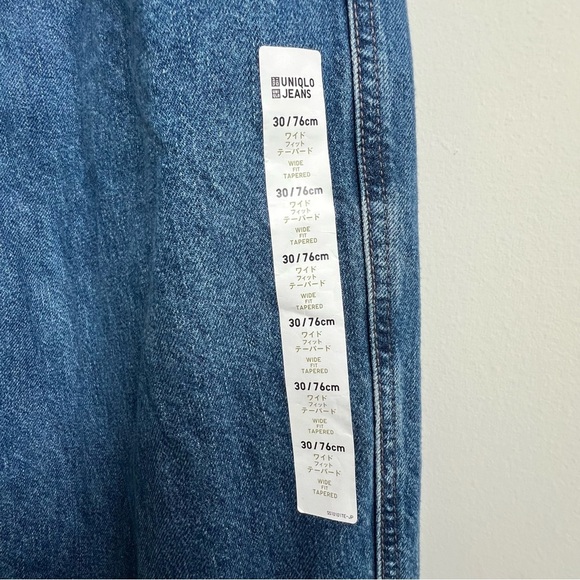 UNIQLO
JEANS
30/76cm
ワイド
フィット
テーパード
WIDE
FIT
TAPERED
30/76cm
ワイド
フィット
テーパード
WIDE
FIT
TAPERED
30/76cm
ワイド
フィット
テーパード
WIDE
FIT
TAPERED
30/76cm
ワイド
フィット
テーパード
WIDE
FIT
TAPERED
30/76cm
ワイド
フィット
テーパード
WIDE
FIT
TAPERED
30/76cm
ワイド
フィット
テーパード
WIDE
FIT
TAPERED